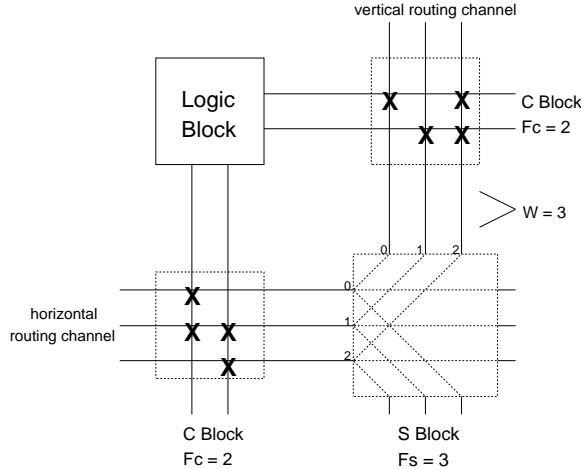 vertical routing channel
Logic
Block
X X
X X
C Block
Fc = 2
W = 3
0 1 2
0
1
2
X
X X
X
horizontal
routing channel
C Block
Fc = 2
S Block
Fs = 3